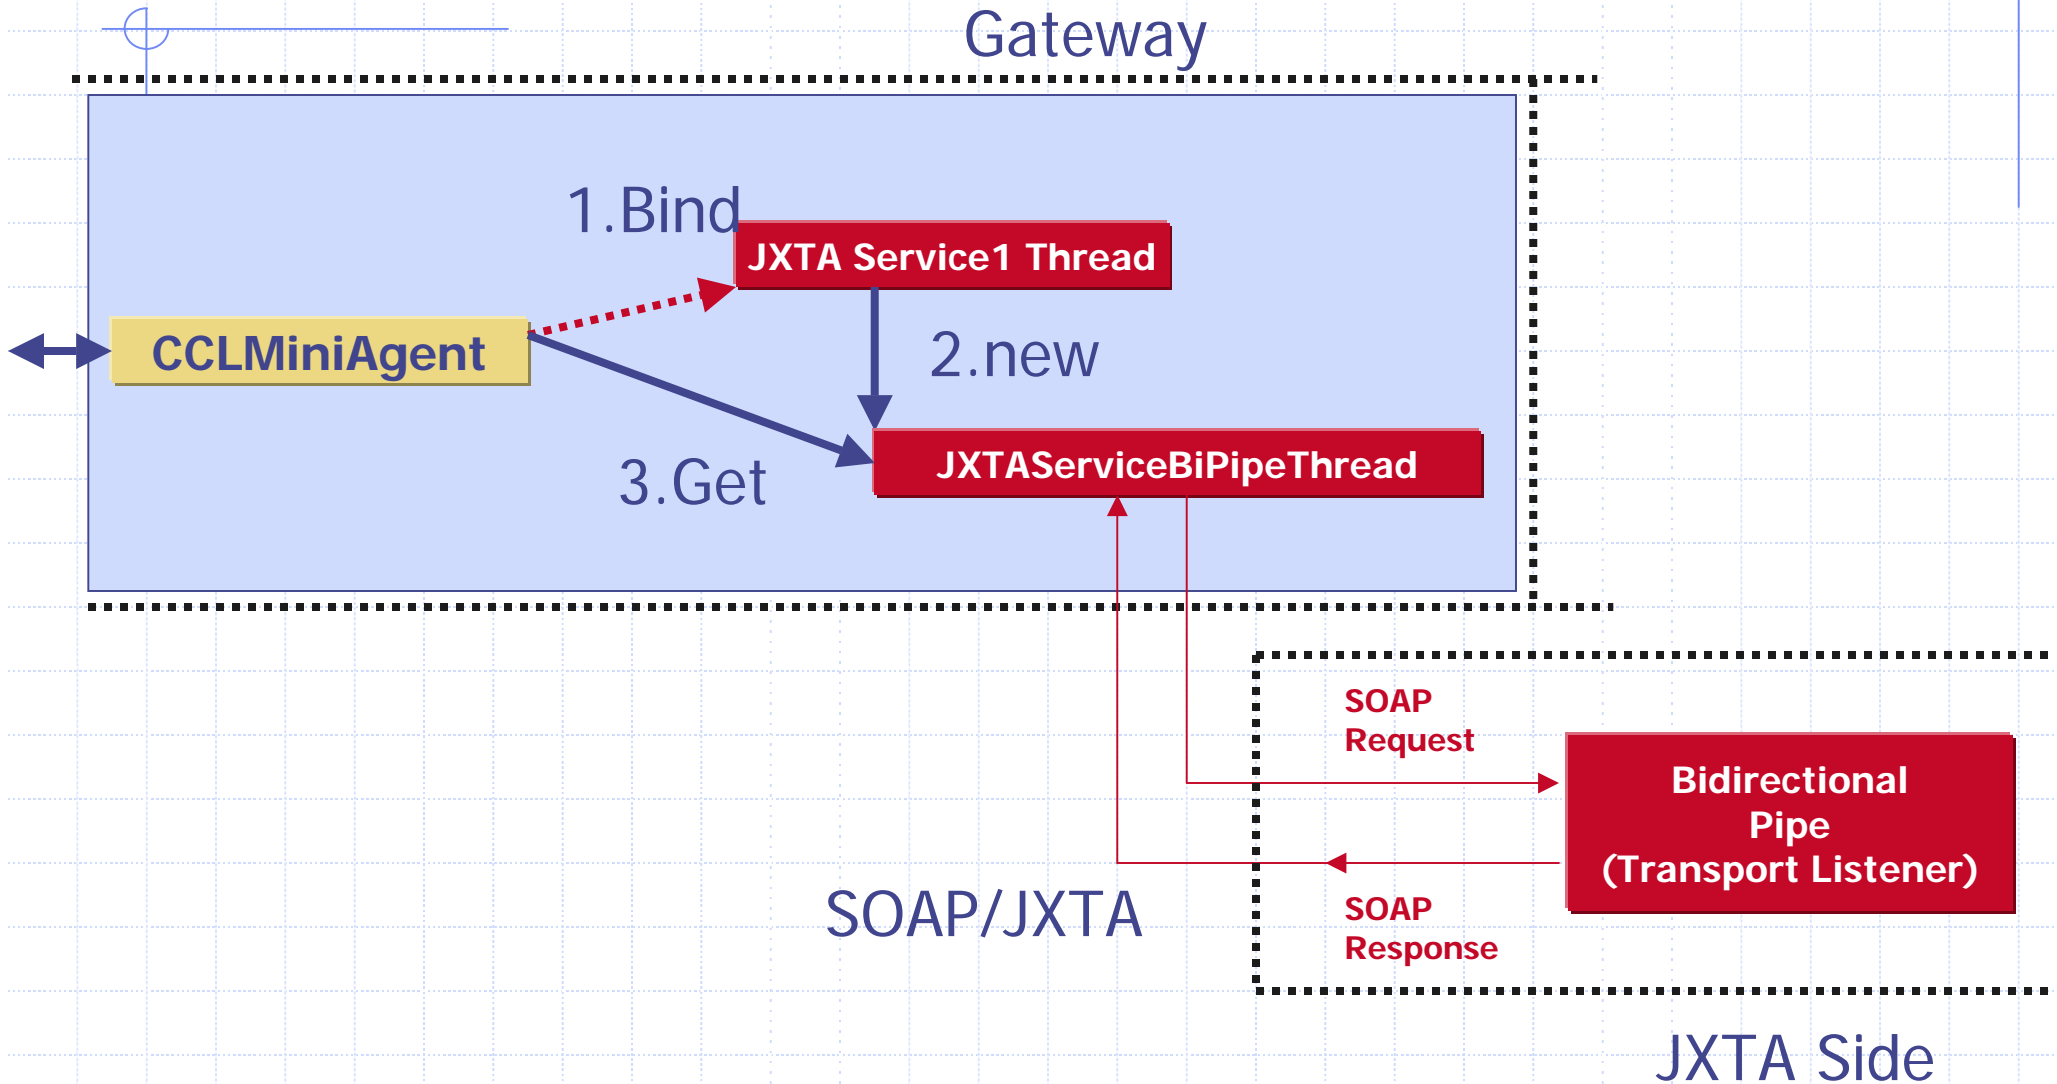 Gateway
1.Bind
JXTA Service1 Thread
CCLMiniAgent
2.new
3.Get
JXTAServiceBiPipeThread
SOAP
Request
Bidirectional
Pipe
(Transport Listener)
SOAP/JXTA
SOAP
Response
JXTA Side